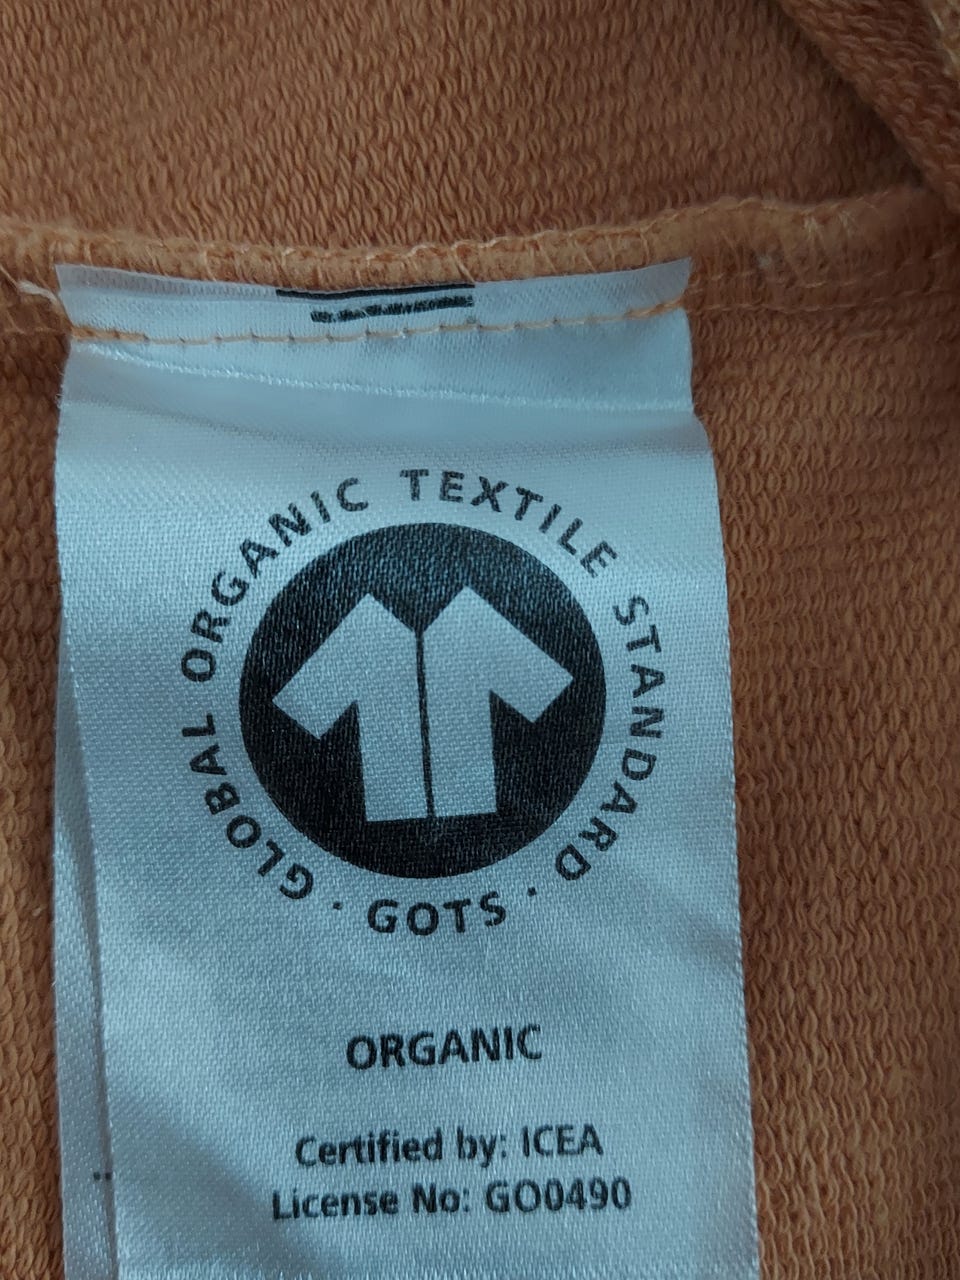 GLOBAL ORGANIC TEXTILE STANDARD · GOTS ·
ORGANIC
Certified by: ICEA
License No: GO0490